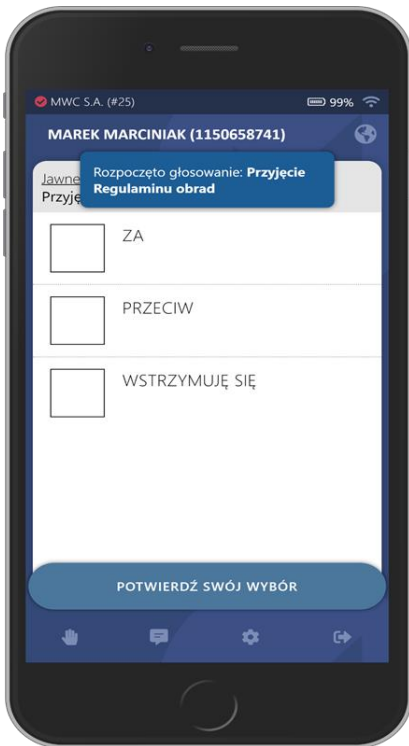 MWC S.A. (#25) 99%
MAREK MARCINIAK (1150658741)
Rozpoczęto głosowanie: Przyjęcie
Regulaminu obrad
Jawne
Przyję
ZA
PRZECIW
WSTRZYMUJĘ SIĘ
POTWIERDŹ SWÓJ WYBÓR